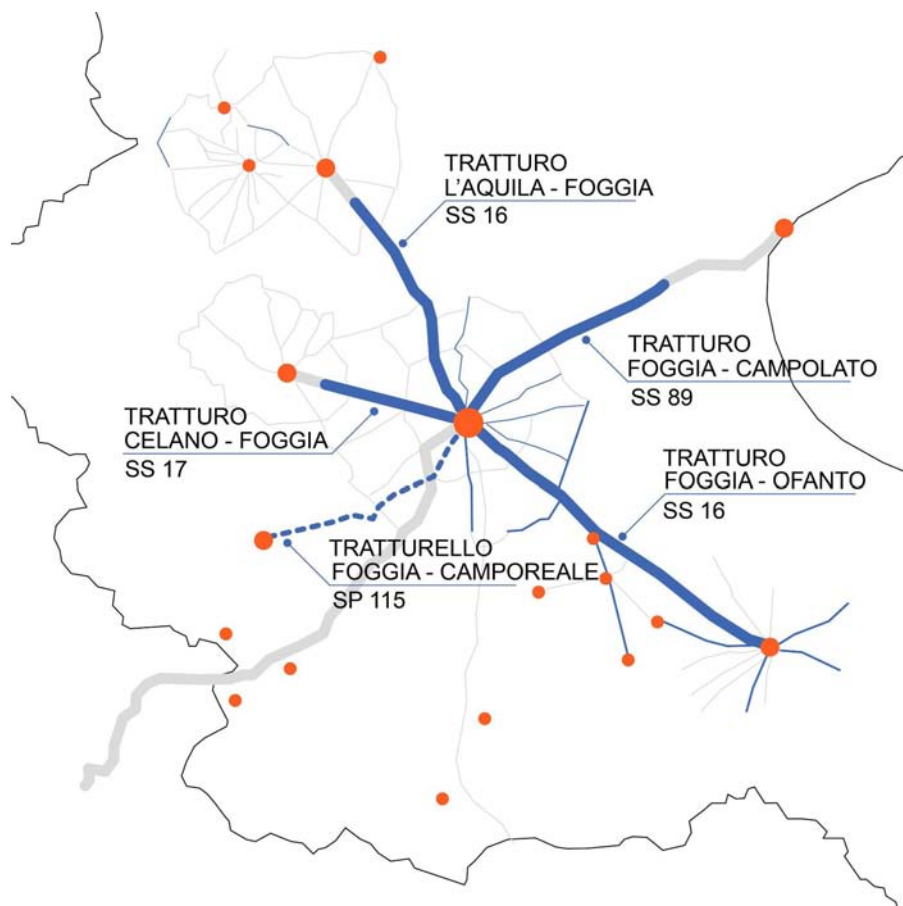 TRATTURO
L'AQUILA - FOGGIA
SS 16
TRATTURO
FOGGIA - CAMPOLATO
SS 89
TRATTURO
CELANO - FOGGIA
SS 17
TRATTURO
FOGGIA - OFANTO
SS 16
TRATTURELLO
FOGGIA - CAMPOREALE
SP 115